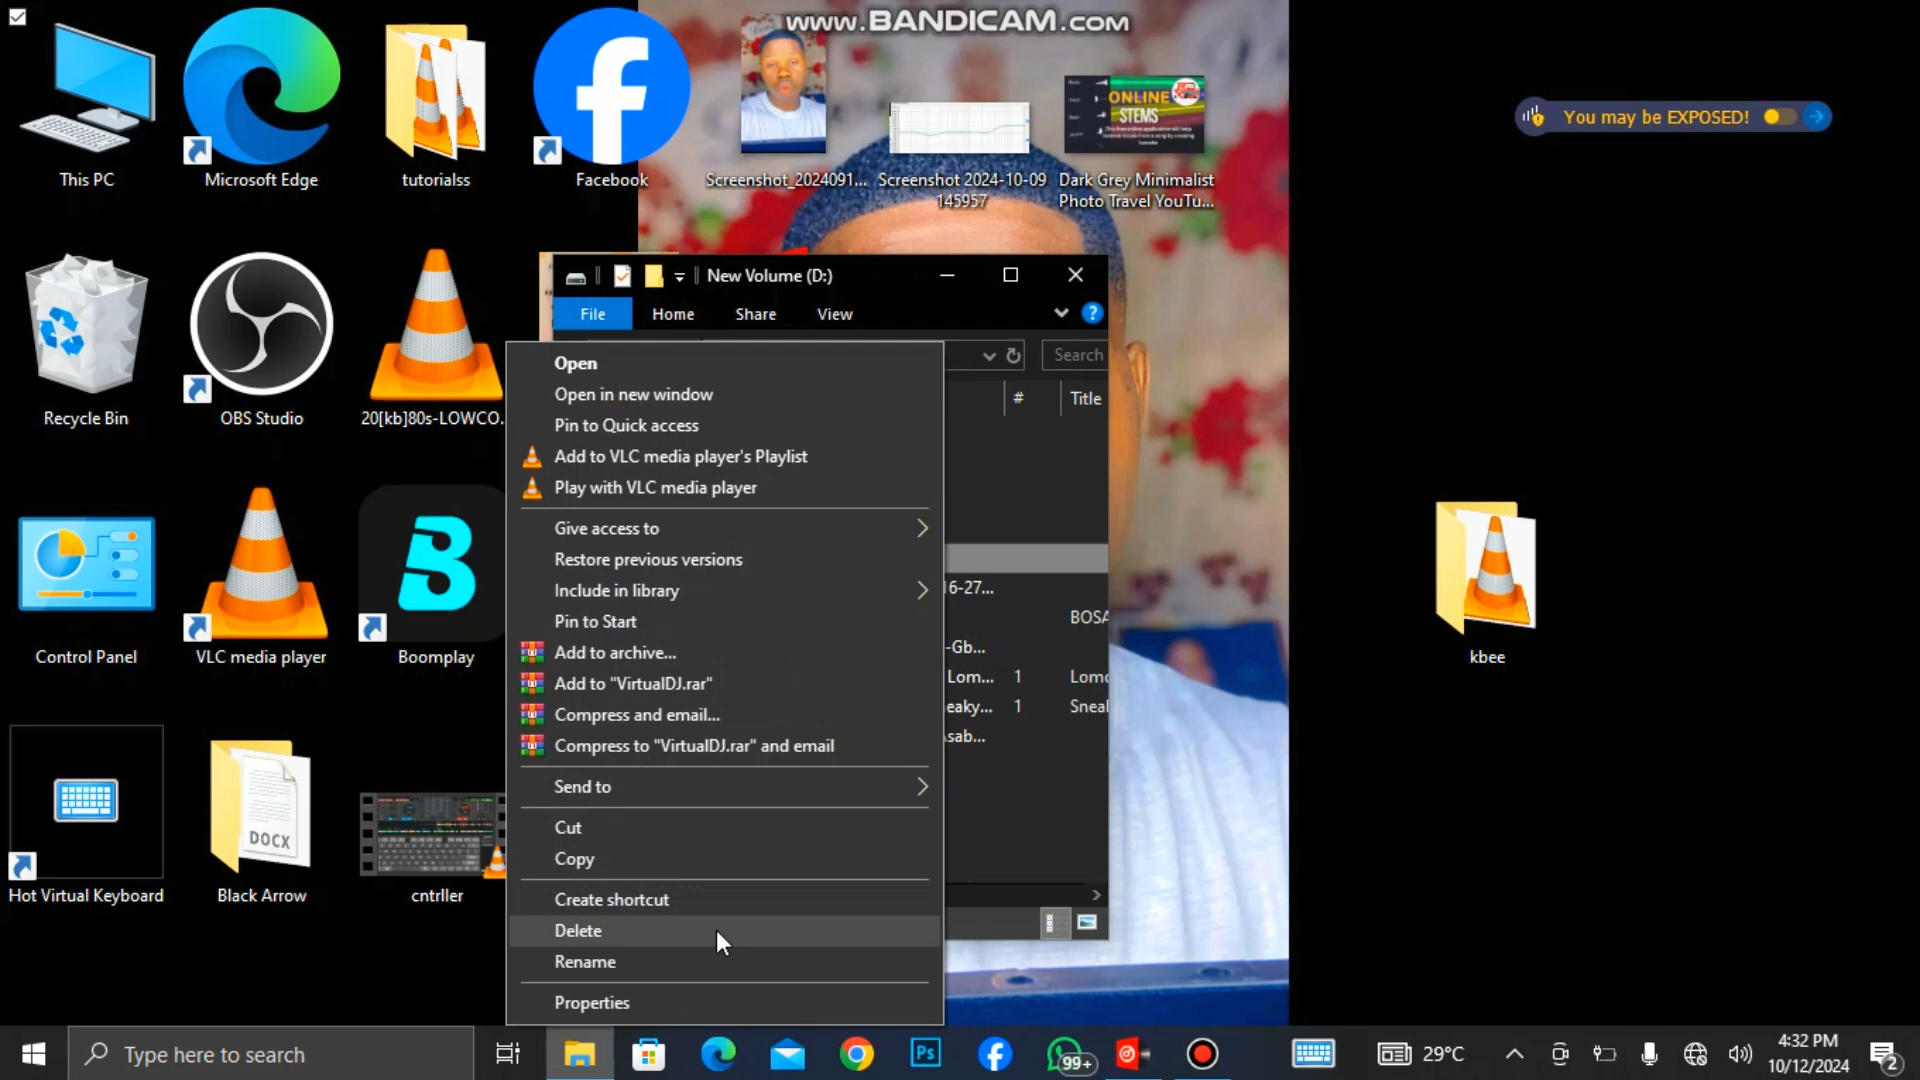 www.BANDICAM.com
This PC
Microsoft Edge
tutorialss
Facebook
Screenshot_2024091...
Screenshot 2024-10-09
145957
ONLINE
STEMS
Dark Grey Minimalist
Photo Travel YouTu...
You may be EXPOSED!
Recycle Bin
OBS Studio
20[kb]80s-LOWCO...
New Volume (D:)
File
Home
Share
View
Search
#
Title
Open
Open in new window
Pin to Quick access
Add to VLC media player's Playlist
Play with VLC media player
Give access to
Restore previous versions
Include in library
Pin to Start
Add to archive...
Add to "VirtualDJ.rar"
Compress and email...
Compress to "VirtualDJ.rar" and email
Send to
Cut
Copy
Create shortcut
Delete
Rename
Properties
16-27...
BOSA
-Gb...
Lom... 1 Lomo
eaky... 1 Sneal
Control Panel
VLC media player
Boomplay
kbee
Hot Virtual Keyboard
DOCX
Black Arrow
cntrller
Type here to search
Ps
99+
29°C
4:32 PM
10/12/2024
2